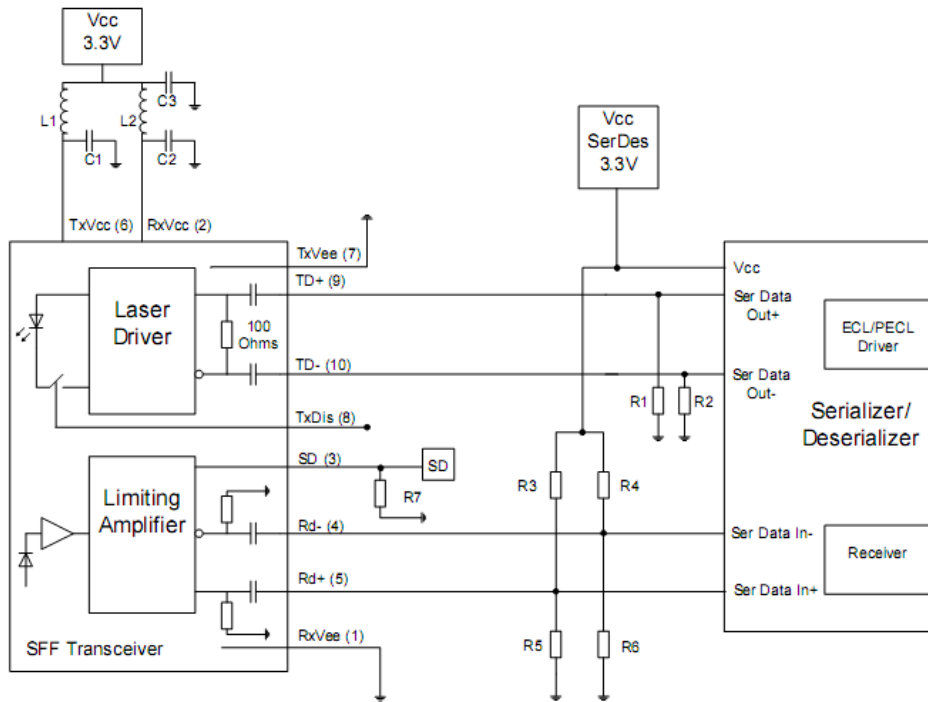 Vcc
3.3V
C3
L1
L2
C1
C2
Vcc
SerDes
3.3V
TxVcc (6)
RxVcc (2)
TxVee (7)
TD+ (9)
Laser
Driver
100
Ohms
TD- (10)
TxDis (8)
SD (3)
SD
R7
Limiting
Amplifier
Rd- (4)
Rd+ (5)
RxVee (1)
SFF Transceiver
R1
R2
R3
R4
R5
R6
Vcc
Ser Data
Out+
ECL/PECL
Driver
Ser Data
Out-
Serializer/
Deserializer
Ser Data In-
Receiver
Ser Data In+